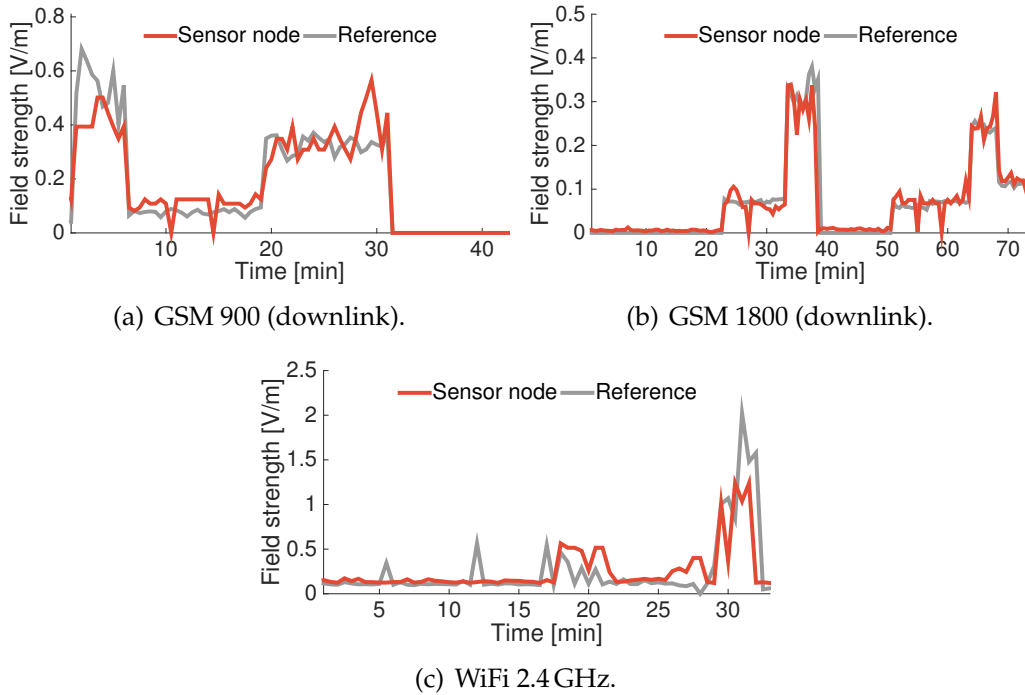 0.8
0.6
0.4
0.2
0
Field strength [V/m]
Sensor node
Reference
10 20 30 40
Time [min]
(a) GSM 900 (downlink).
0.5
0.4
0.3
0.2
0.1
0
Field strength [V/m]
Sensor node
Reference
10 20 30 40 50 60 70
Time [min]
(b) GSM 1800 (downlink).
2.5
2
1.5
1
0.5
0
Field strength [V/m]
Sensor node
Reference
5 10 15 20 25 30
Time [min]
(c) WiFi 2.4 GHz.